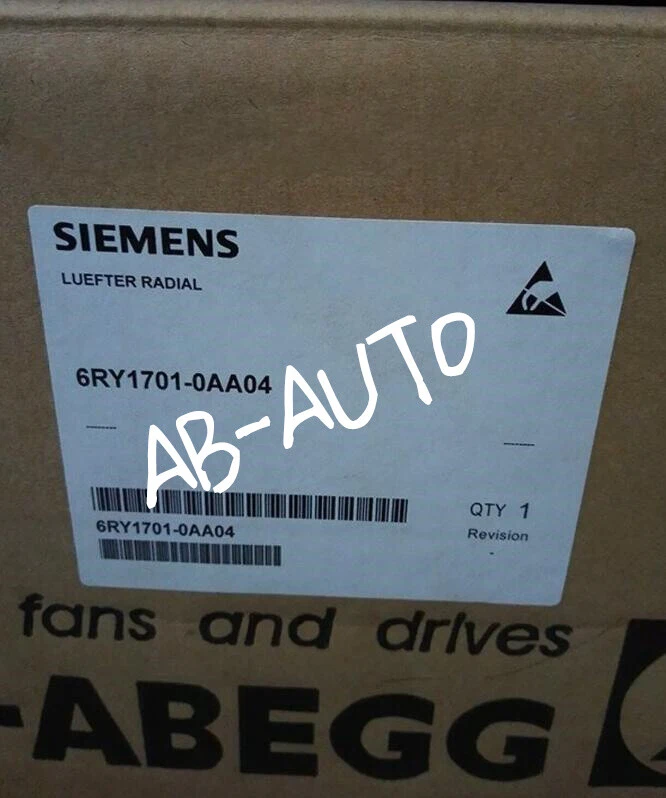 SIEMENS
LUEFTER RADIAL
6RY1701-0AA04
AB-AUTO
6RY1701-0AA04
QTY 1
Revision
-
fans and drives
-ABEGG